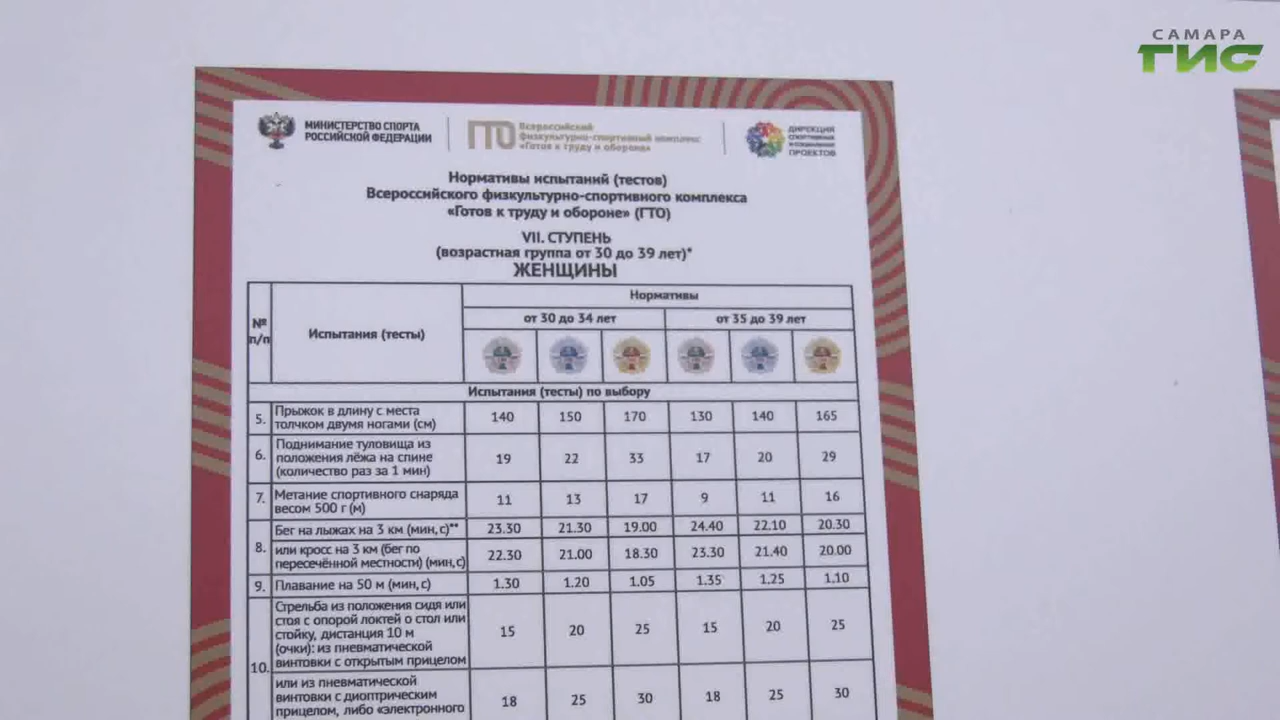 САМАРА
ГИС
МИНИСТЕРСТВО СПОРТА
РОССИЙСКОЙ ФЕДЕРАЦИИ
ГТО
Всероссийский
физкультурно-спортивный комплекс
«Готов к труду и обороне»
ДИРЕКЦИЯ
СПОРТИВНЫХ
И СОЦИАЛЬНЫХ
ПРОЕКТОВ
Нормативы испытаний (тестов)
Всероссийского физкультурно-спортивного комплекса
«Готов к труду и обороне» (ГТО)
VII. СТУПЕНЬ
(возрастная группа от 30 до 39 лет)*
ЖЕНЩИНЫ
№
п/п
Испытания (тесты)
Нормативы
от 30 до 34 лет от 35 до 39 лет
Испытания (тесты) по выбору
5. Прыжок в длину с места
толчком двумя ногами (см)
140 150 170 130 140 165
6. Поднимание туловища из
положения лёжа на спине
(количество раз за 1 мин)
19 22 33 17 20 29
7. Метание спортивного снаряда
весом 500 г (м)
11 13 17 9 11 16
8. Бег на лыжах на 3 км (мин, с)**
23.30 21.30 19.00 24.40 22.10 20.30
или кросс на 3 км (бег по
пересечённой местности) (мин, с)
22.30 21.00 18.30 23.30 21.40 20.00
9. Плавание на 50 м (мин, с) 1.30 1.20 1.05 1.35 1.25 1.10
10. Стрельба из положения сидя или
стоя с опорой локтей о стол или
стойку, дистанция 10 м
(очки): из пневматической
винтовки с открытым прицелом
15 20 25 15 20 25
или из пневматической
винтовки с диоптрическим
прицелом, либо «электронного
18 25 30 18 25 30